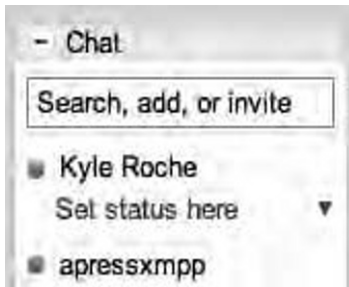 - Chat
Search, add, or invite
Kyle Roche
Set status here
apressxmpp